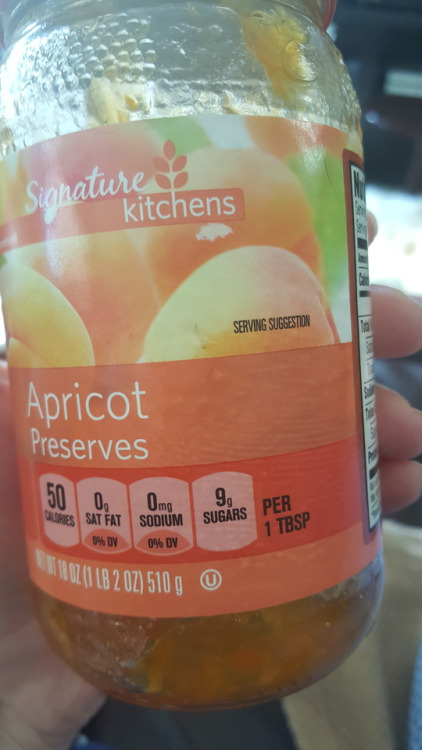 Signature
kitchens
SERVING SUGGESTION
Apricot
Preserves
50
CALORIES
0g
SAT FAT
0% DV
0mg
SODIUM
0% DV
9g
SUGARS
PER
1 TBSP
NET WT 18 OZ (1 LB 2 OZ) 510 g
U